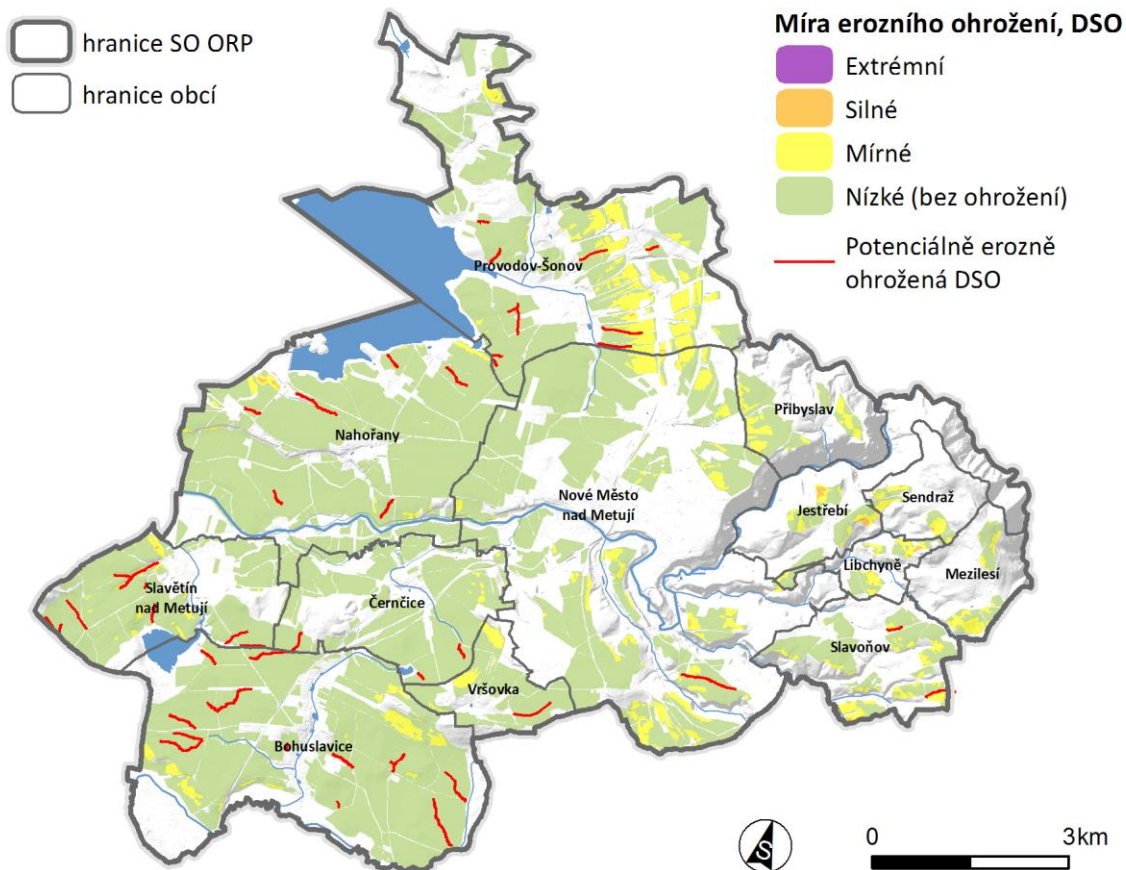 hranice SO ORP
hranice obcí
Míra erozního ohrožení, DSO
Extrémní
Silné
Mírné
Nízké (bez ohrožení)
Potenciálně erozně
ohrožená DSO
Provodov-Šonov
Přibyslav
Nahořany
Nové Město
nad Metují
Sendraž
Jestřebí
Libchyně
Mezilesí
Slavětín
nad Metují
Černčice
Slavoňov
Vršovka
Bohuslavice
S
0
3km